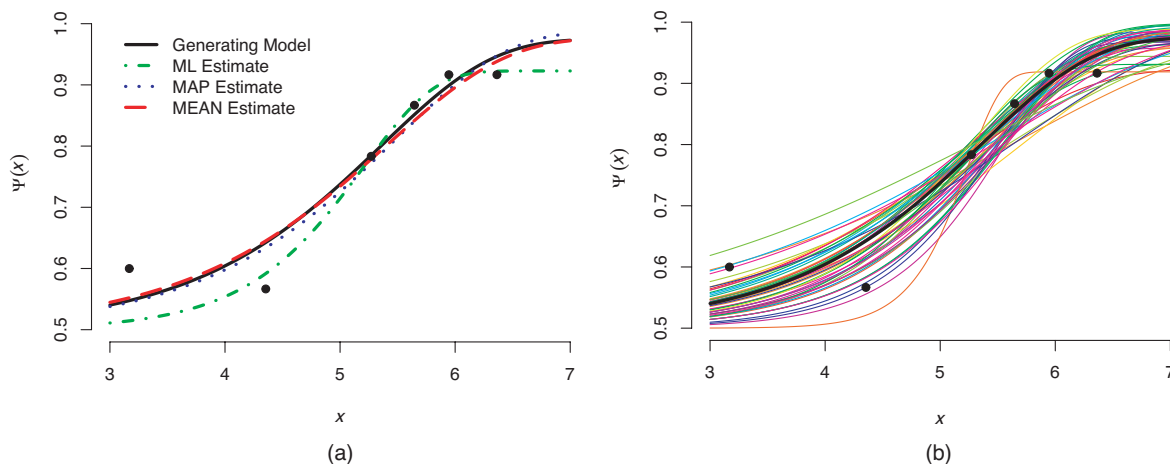 1.0
0.9
0.8
0.7
0.6
0.5
Ψ(x)
Generating Model
ML Estimate
MAP Estimate
MEAN Estimate
3 4 5 6 7
x
(a)
1.0
0.9
0.8
0.7
0.6
0.5
Ψ(x)
3 4 5 6 7
x
(b)